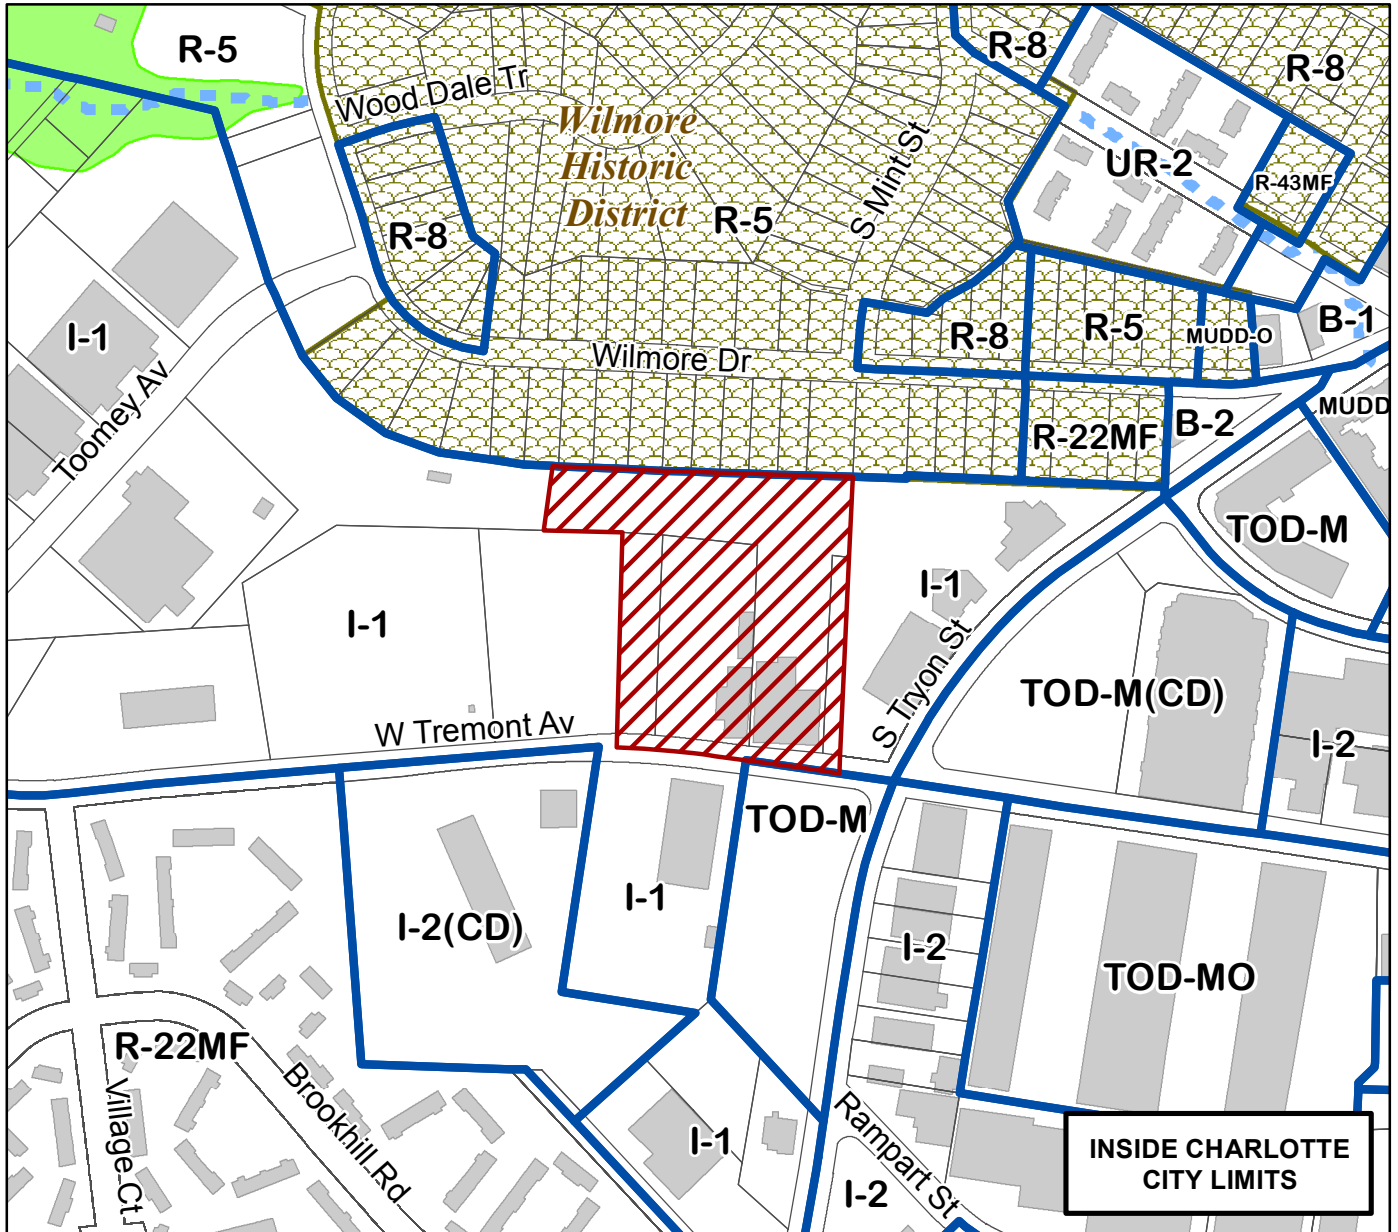 R-5
R-8
R-8
Wood Dale Tr
Wilmore
Historic
District
S Mint St
UR-2
R-43MF
R-8
R-5
I-1
R-8
R-5
MUDD-O
B-1
Toomey Av
Wilmore Dr
MUDD
R-22MF
B-2
TOD-M
I-1
I-1
S Tryon St
TOD-M(CD)
W Tremont Av
I-2
TOD-M
I-1
I-2(CD)
I-2
TOD-MO
R-22MF
Village Ct
Brookhill Rd
Rampart St
I-1
I-2
INSIDE CHARLOTTE
CITY LIMITS